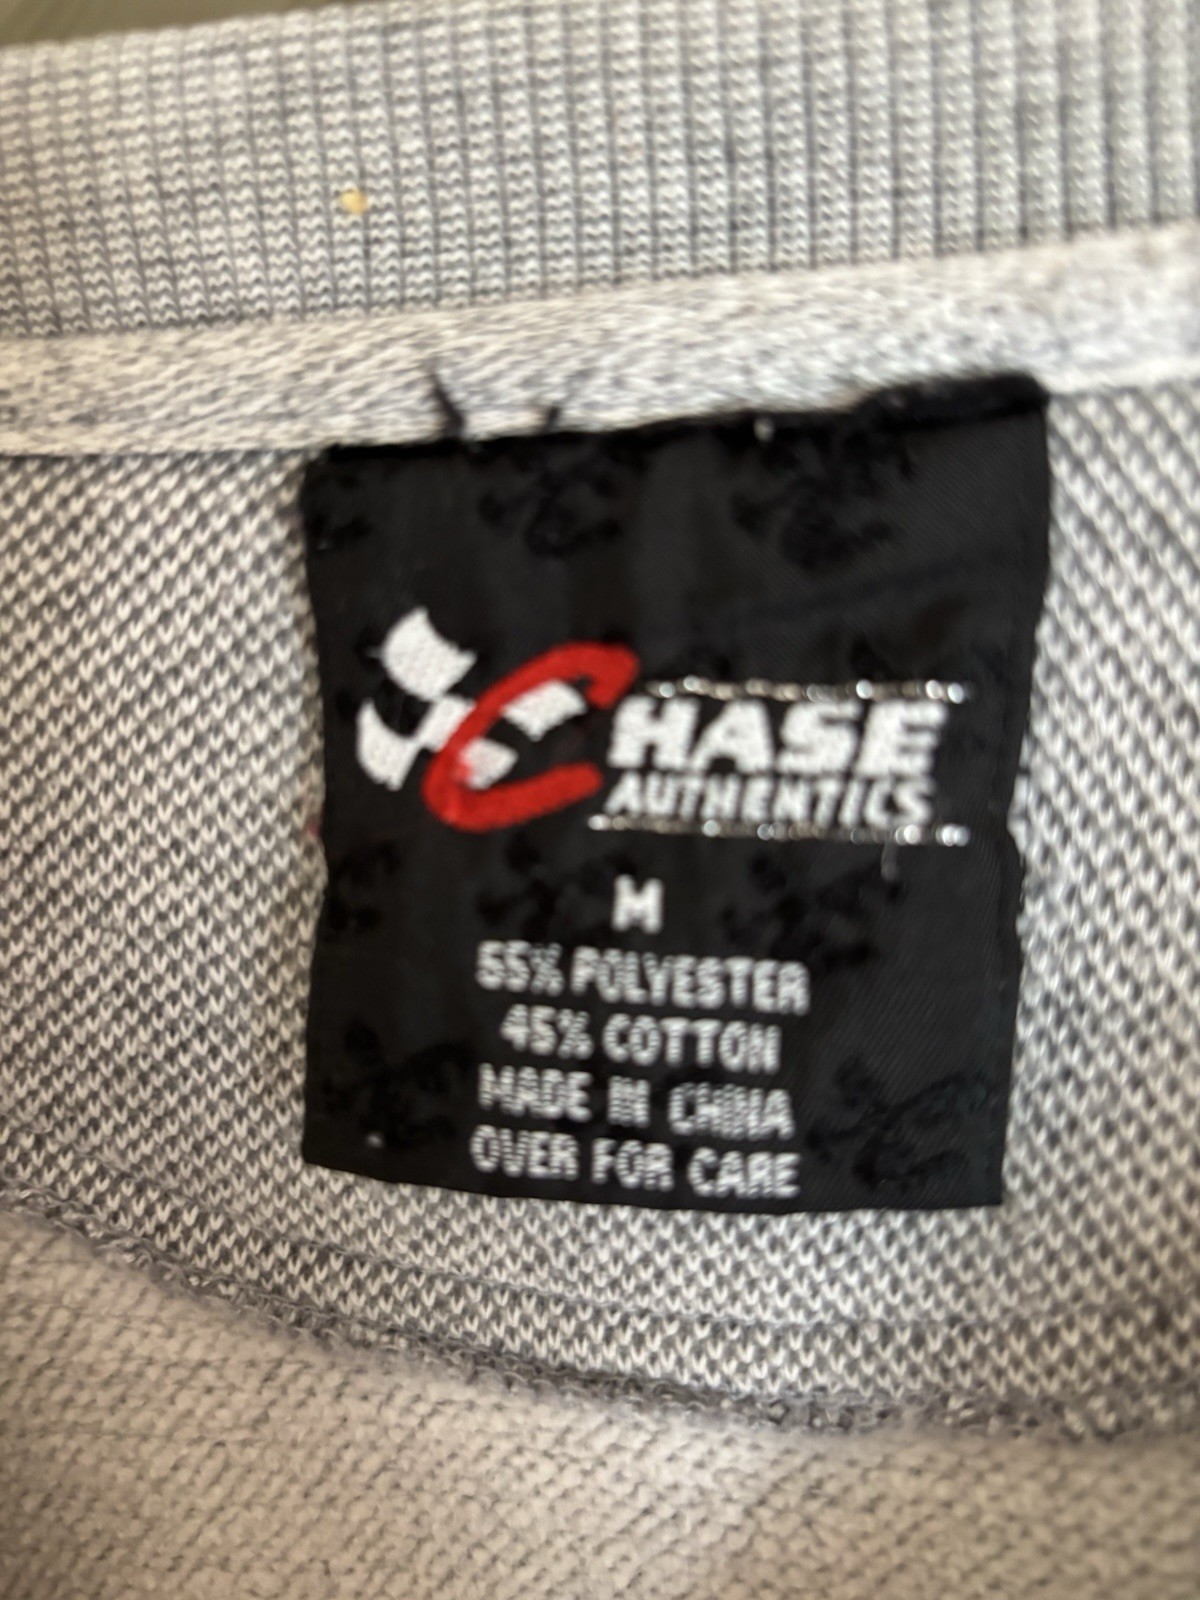 CHASE
AUTHENTICS
M
55% POLYESTER
45% COTTON
MADE IN CHINA
OVER FOR CARE